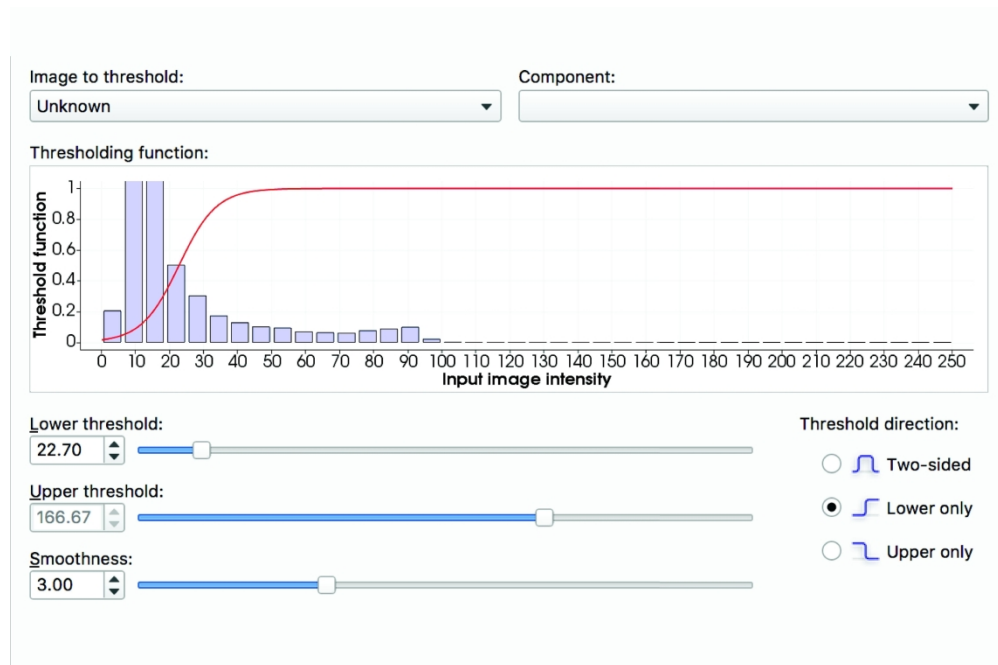 Image to threshold:
Component:
Unknown
Thresholding function:
Threshold function
1
0.8
0.6
0.4
0.2
0
0 10 20 30 40 50 60 70 80 90 100 110 120 130 140 150 160 170 180 190 200 210 220 230 240 250
Input image intensity
Lower threshold:
22.70
Upper threshold:
166.67
Smoothness:
3.00
Threshold direction:
Two-sided
Lower only
Upper only